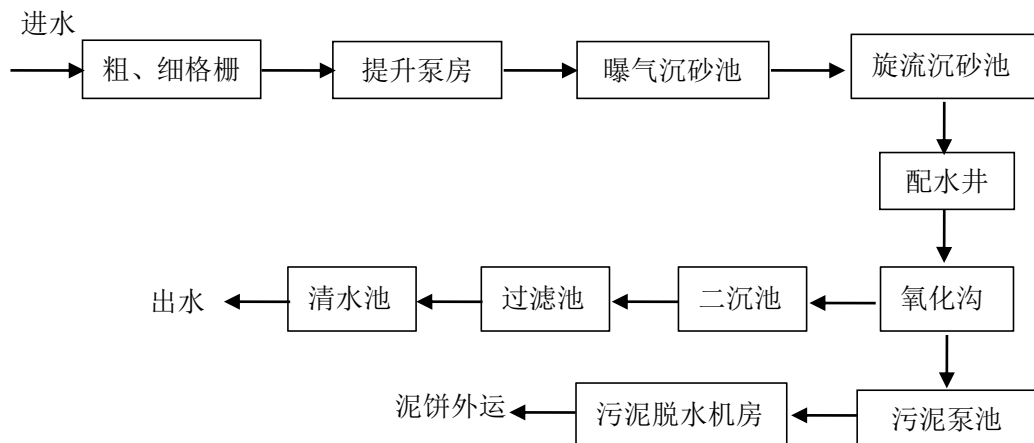 进水
粗、细格栅
提升泵房
曝气沉砂池
旋流沉砂池
配水井
氧化沟
二沉池
过滤池
清水池
出水
污泥泵池
污泥脱水机房
泥饼外运